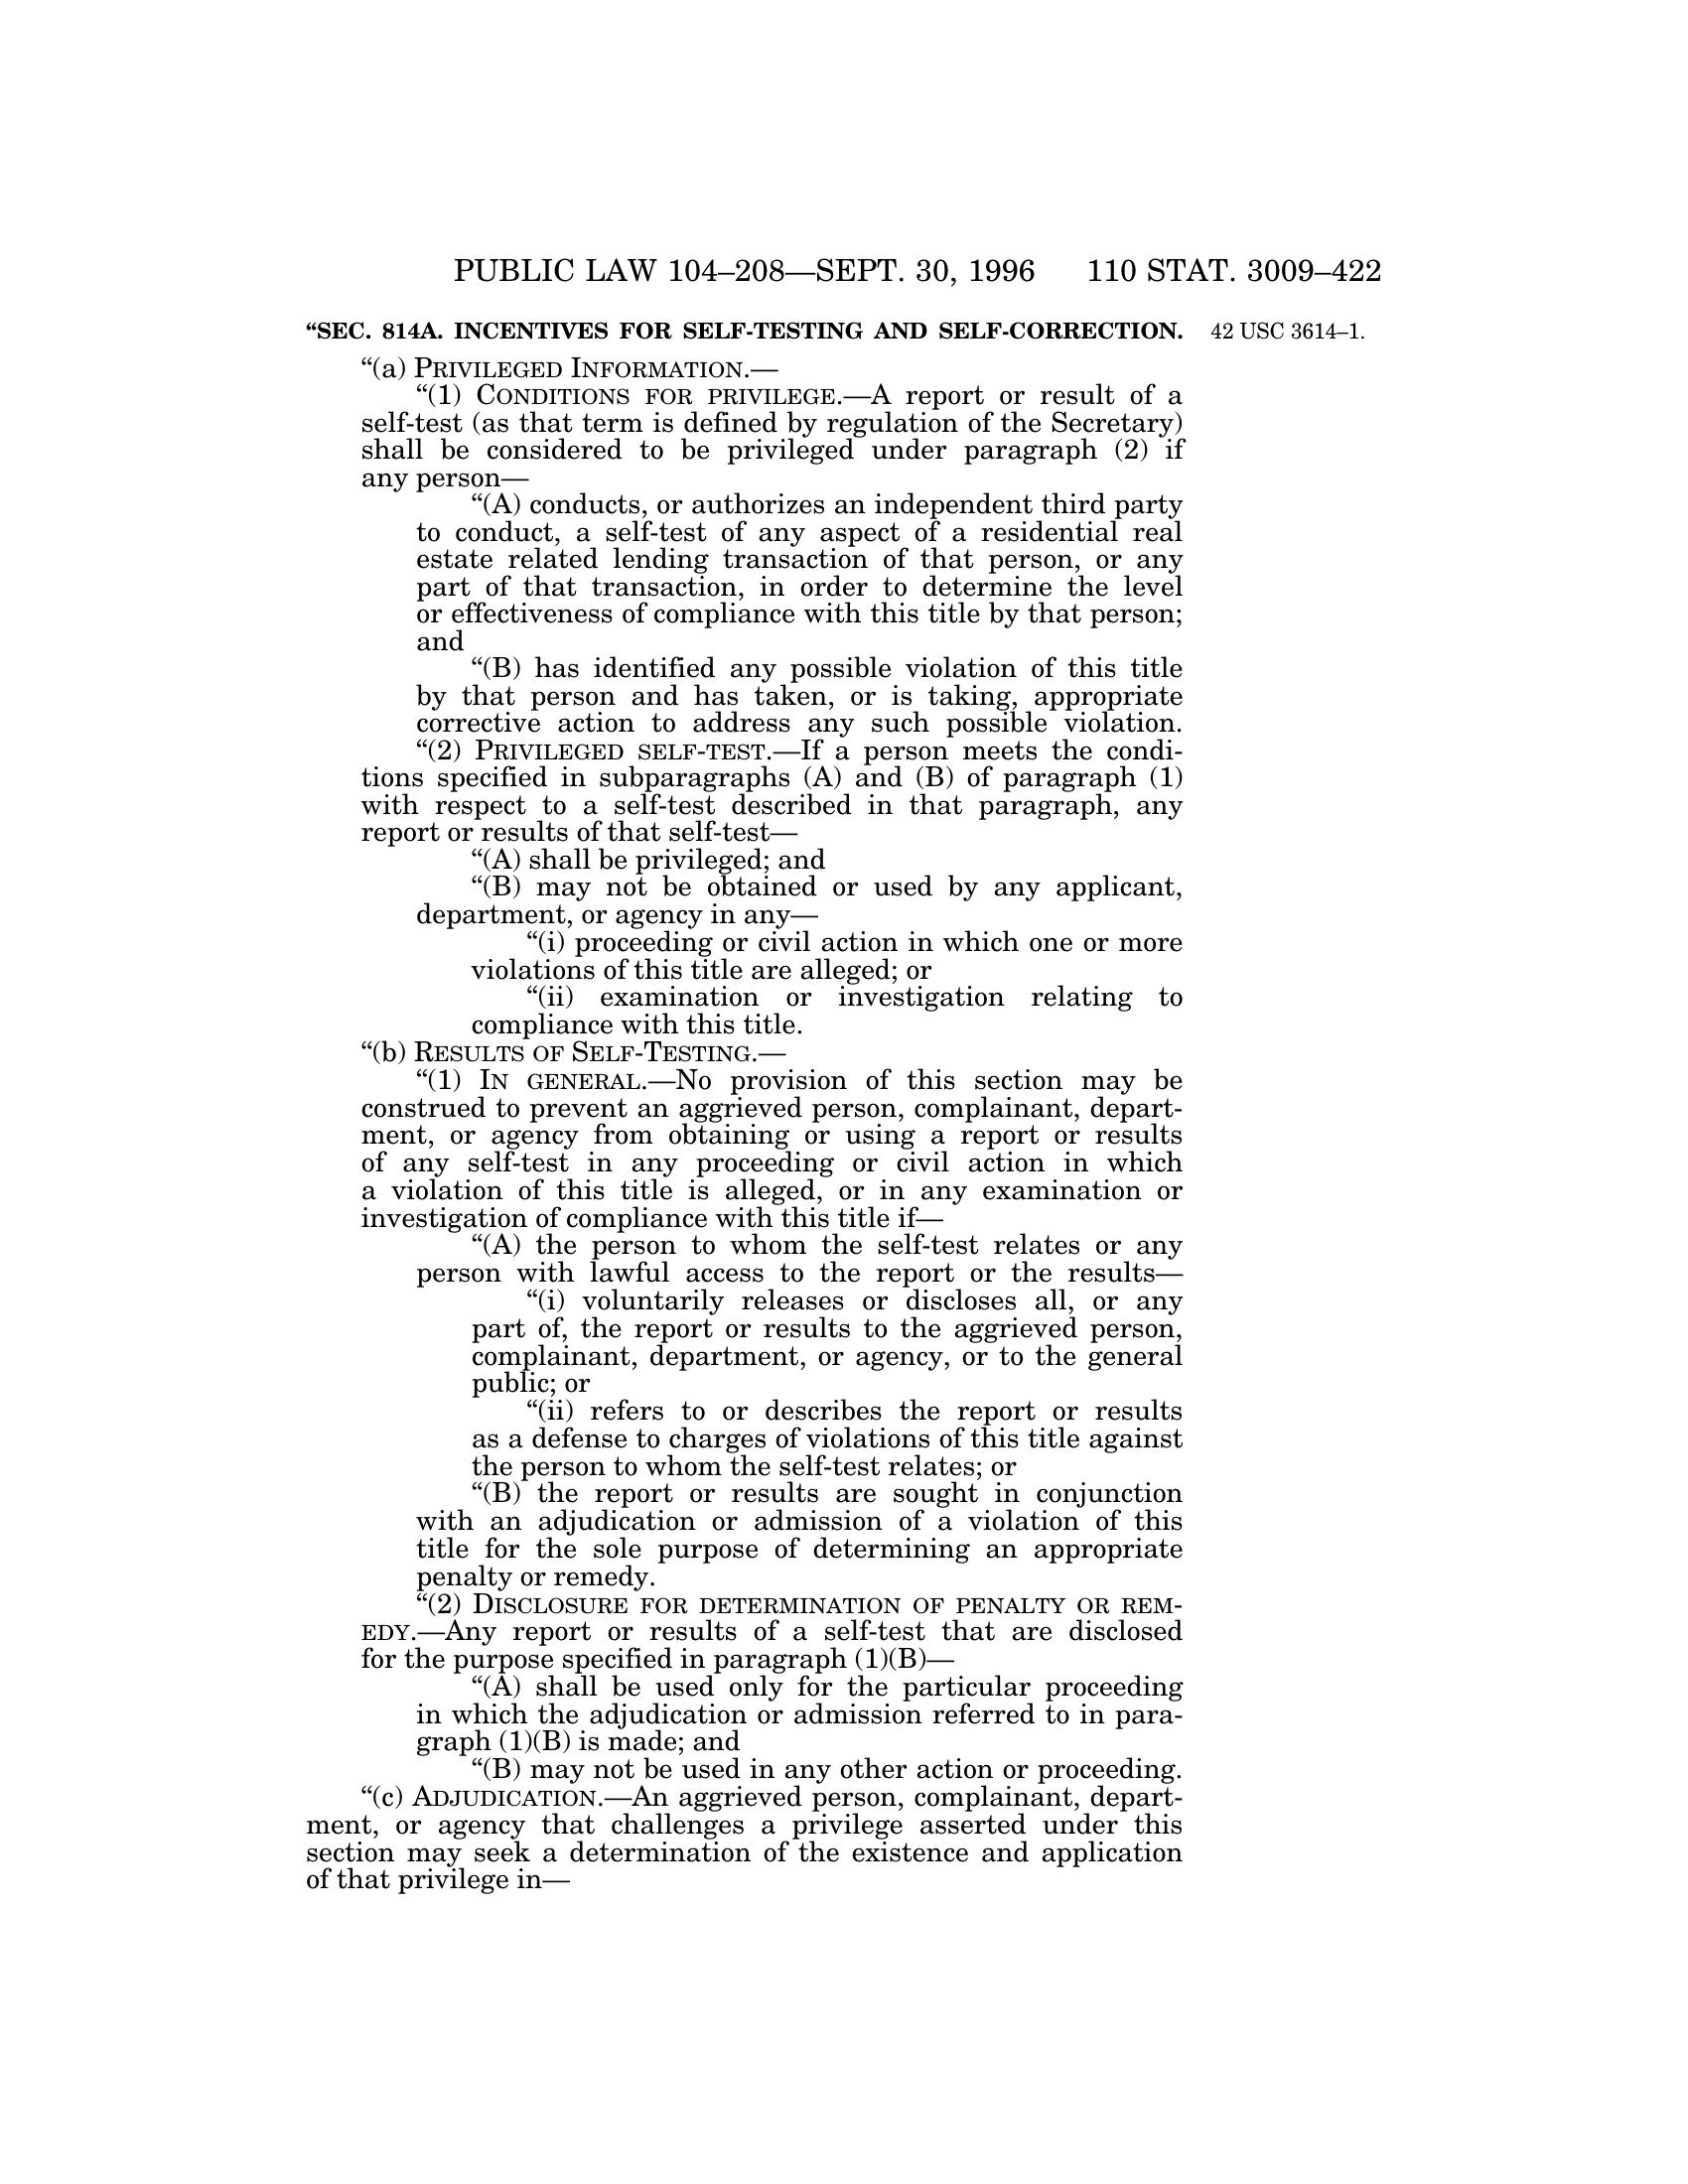 PUBLIC LAW 104–208—SEPT. 30, 1996 110 STAT. 3009–422
“SEC. 814A. INCENTIVES FOR SELF-TESTING AND SELF-CORRECTION. 42 USC 3614–1.
“(a) PRIVILEGED INFORMATION.—
“(1) CONDITIONS FOR PRIVILEGE.—A report or result of a
self-test (as that term is defined by regulation of the Secretary)
shall be considered to be privileged under paragraph (2) if
any person—
“(A) conducts, or authorizes an independent third party
to conduct, a self-test of any aspect of a residential real
estate related lending transaction of that person, or any
part of that transaction, in order to determine the level
or effectiveness of compliance with this title by that person;
and
“(B) has identified any possible violation of this title
by that person and has taken, or is taking, appropriate
corrective action to address any such possible violation.
“(2) PRIVILEGED SELF-TEST.—If a person meets the condi-
tions specified in subparagraphs (A) and (B) of paragraph (1)
with respect to a self-test described in that paragraph, any
report or results of that self-test—
“(A) shall be privileged; and
“(B) may not be obtained or used by any applicant,
department, or agency in any—
“(i) proceeding or civil action in which one or more
violations of this title are alleged; or
“(ii) examination or investigation relating to
compliance with this title.
“(b) RESULTS OF SELF-TESTING.—
“(1) IN GENERAL.—No provision of this section may be
construed to prevent an aggrieved person, complainant, depart-
ment, or agency from obtaining or using a report or results
of any self-test in any proceeding or civil action in which
a violation of this title is alleged, or in any examination or
investigation of compliance with this title if—
“(A) the person to whom the self-test relates or any
person with lawful access to the report or the results—
“(i) voluntarily releases or discloses all, or any
part of, the report or results to the aggrieved person,
complainant, department, or agency, or to the general
public; or
“(ii) refers to or describes the report or results
as a defense to charges of violations of this title against
the person to whom the self-test relates; or
“(B) the report or results are sought in conjunction
with an adjudication or admission of a violation of this
title for the sole purpose of determining an appropriate
penalty or remedy.
“(2) DISCLOSURE FOR DETERMINATION OF PENALTY OR REM-
EDY.—Any report or results of a self-test that are disclosed
for the purpose specified in paragraph (1)(B)—
“(A) shall be used only for the particular proceeding
in which the adjudication or admission referred to in para-
graph (1)(B) is made; and
“(B) may not be used in any other action or proceeding.
“(c) ADJUDICATION.—An aggrieved person, complainant, depart-
ment, or agency that challenges a privilege asserted under this
section may seek a determination of the existence and application
of that privilege in—